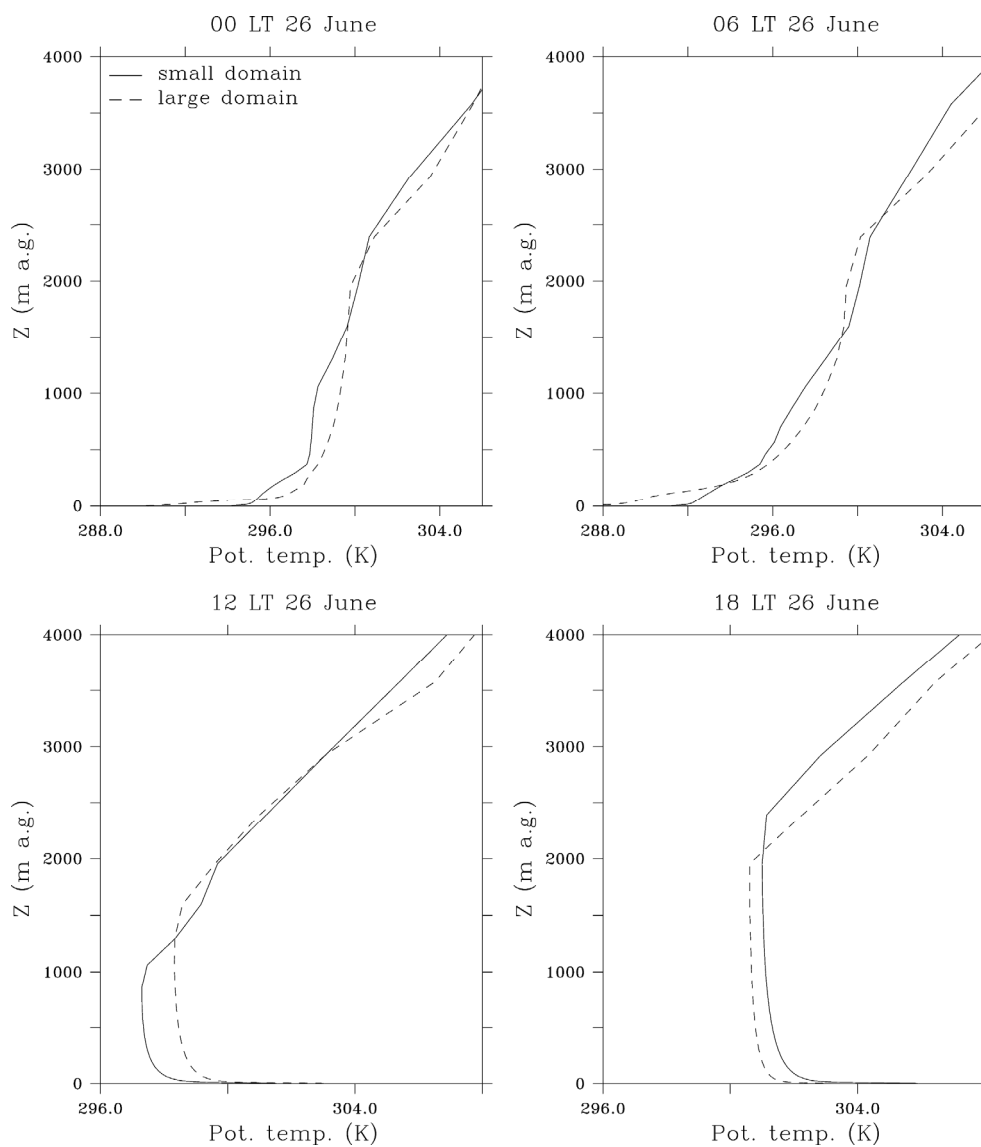 00 LT 26 June
06 LT 26 June
small domain
large domain
4000
3000
2000
1000
0
Z (m a.g.)
288.0
296.0
304.0
Pot. temp. (K)
4000
3000
2000
1000
0
Z (m a.g.)
288.0
296.0
304.0
Pot. temp. (K)
12 LT 26 June
18 LT 26 June
4000
3000
2000
1000
0
Z (m a.g.)
296.0
304.0
Pot. temp. (K)
4000
3000
2000
1000
0
Z (m a.g.)
296.0
304.0
Pot. temp. (K)